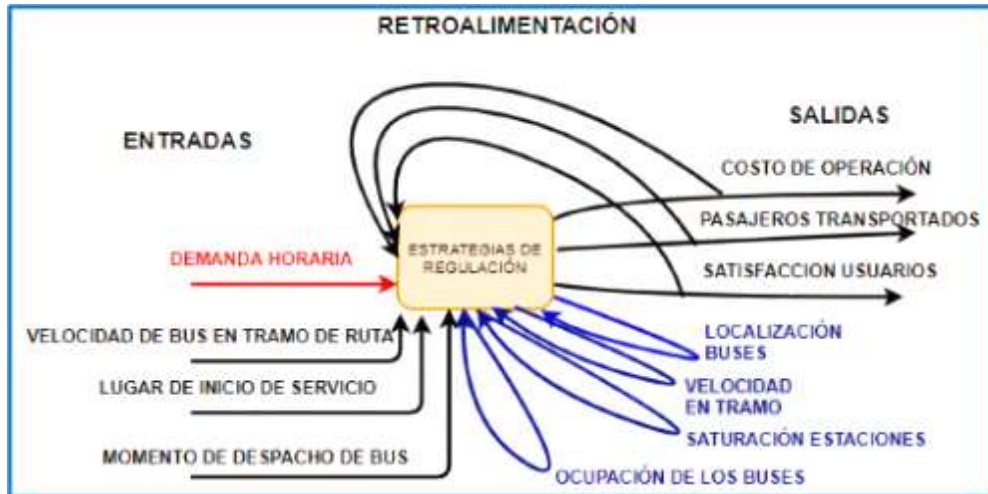 RETROALIMENTACIÓN
ENTRADAS
SALIDAS
COSTO DE OPERACIÓN
PASAJEROS TRANSPORTADOS
SATISFACCION USUARIOS
ESTRATEGIAS DE
REGULACIÓN
DEMANDA HORARIA
VELOCIDAD DE BUS EN TRAMO DE RUTA
LUGAR DE INICIO DE SERVICIO
MOMENTO DE DESPACHO DE BUS
LOCALIZACIÓN
BUSES
VELOCIDAD
EN TRAMO
SATURACIÓN ESTACIONES
OCUPACIÓN DE LOS BUSES